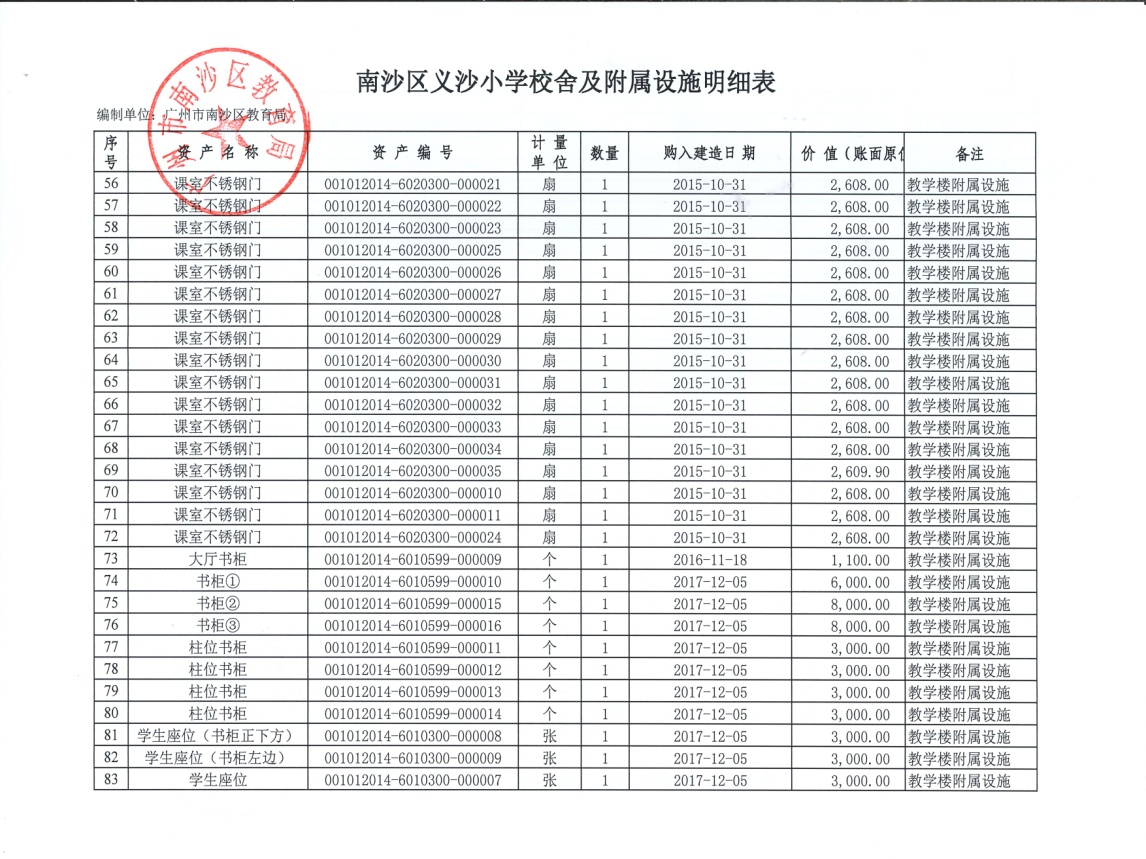 南沙区义沙小学校舍及附属设施明细表
编制单位：广州市南沙区教育局
广州市南沙区教育局
序号 资产名称 资产编号 计量单位 数量 购入建造日期 价值(账面原值 备注
56 课室不锈钢门 001012014-6020300-000021 扇 1 2015-10-31 2,608.00 教学楼附属设施
57 课室不锈钢门 001012014-6020300-000022 扇 1 2015-10-31 2,608.00 教学楼附属设施
58 课室不锈钢门 001012014-6020300-000023 扇 1 2015-10-31 2,608.00 教学楼附属设施
59 课室不锈钢门 001012014-6020300-000025 扇 1 2015-10-31 2,608.00 教学楼附属设施
60 课室不锈钢门 001012014-6020300-000026 扇 1 2015-10-31 2,608.00 教学楼附属设施
61 课室不锈钢门 001012014-6020300-000027 扇 1 2015-10-31 2,608.00 教学楼附属设施
62 课室不锈钢门 001012014-6020300-000028 扇 1 2015-10-31 2,608.00 教学楼附属设施
63 课室不锈钢门 001012014-6020300-000029 扇 1 2015-10-31 2,608.00 教学楼附属设施
64 课室不锈钢门 001012014-6020300-000030 扇 1 2015-10-31 2,608.00 教学楼附属设施
65 课室不锈钢门 001012014-6020300-000031 扇 1 2015-10-31 2,608.00 教学楼附属设施
66 课室不锈钢门 001012014-6020300-000032 扇 1 2015-10-31 2,608.00 教学楼附属设施
67 课室不锈钢门 001012014-6020300-000033 扇 1 2015-10-31 2,608.00 教学楼附属设施
68 课室不锈钢门 001012014-6020300-000034 扇 1 2015-10-31 2,608.00 教学楼附属设施
69 课室不锈钢门 001012014-6020300-000035 扇 1 2015-10-31 2,609.90 教学楼附属设施
70 课室不锈钢门 001012014-6020300-000010 扇 1 2015-10-31 2,608.00 教学楼附属设施
71 课室不锈钢门 001012014-6020300-000011 扇 1 2015-10-31 2,608.00 教学楼附属设施
72 课室不锈钢门 001012014-6020300-000024 扇 1 2015-10-31 2,608.00 教学楼附属设施
73 大厅书柜 001012014-6010599-000009 个 1 2016-11-18 1,100.00 教学楼附属设施
74 书柜① 001012014-6010599-000010 个 1 2017-12-05 6,000.00 教学楼附属设施
75 书柜② 001012014-6010599-000015 个 1 2017-12-05 8,000.00 教学楼附属设施
76 书柜③ 001012014-6010599-000016 个 1 2017-12-05 8,000.00 教学楼附属设施
77 柱位书柜 001012014-6010599-000011 个 1 2017-12-05 3,000.00 教学楼附属设施
78 柱位书柜 001012014-6010599-000012 个 1 2017-12-05 3,000.00 教学楼附属设施
79 柱位书柜 001012014-6010599-000013 个 1 2017-12-05 3,000.00 教学楼附属设施
80 柱位书柜 001012014-6010599-000014 个 1 2017-12-05 3,000.00 教学楼附属设施
81 学生座位（书柜正下方） 001012014-6010300-000008 张 1 2017-12-05 3,000.00 教学楼附属设施
82 学生座位（书柜左边） 001012014-6010300-000009 张 1 2017-12-05 3,000.00 教学楼附属设施
83 学生座位 001012014-6010300-000007 张 1 2017-12-05 3,000.00 教学楼附属设施